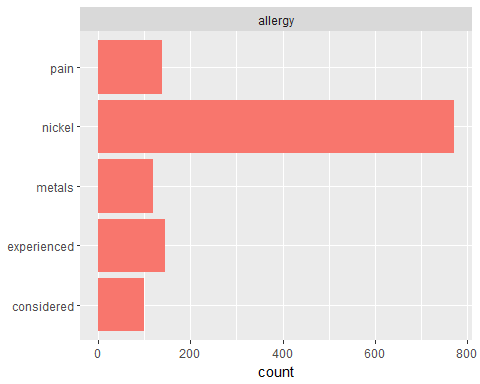 allergy
pain
nickel
metals
experienced
considered
0 200 400 600 800
count